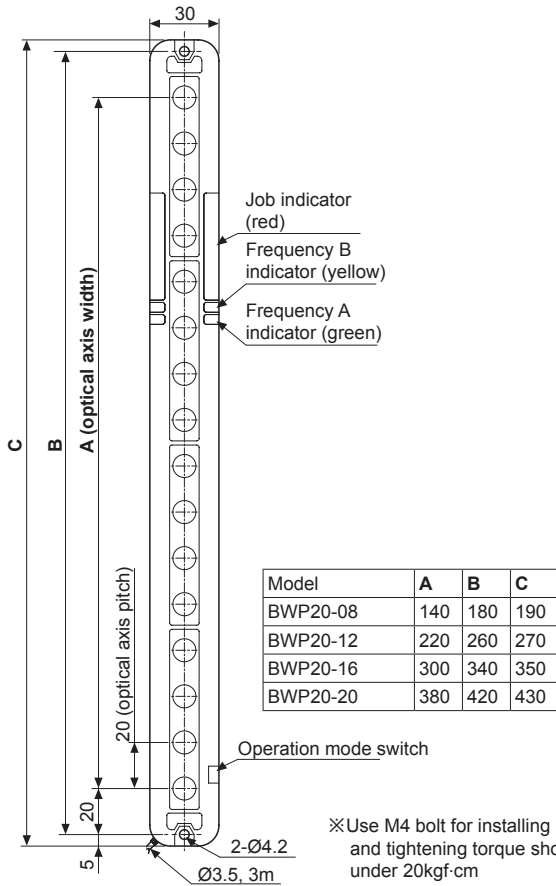 30
C
B
A (optical axis width)
20 (optical axis pitch)
20
5
Job indicator
(red)
Frequency B
indicator (yellow)
Frequency A
indicator (green)
Model A B C
BWP20-08 140 180 190
BWP20-12 220 260 270
BWP20-16 300 340 350
BWP20-20 380 420 430
Operation mode switch
2-Ø4.2
Ø3.5, 3m
※Use M4 bolt for installing
and tightening torque sho
under 20kgf·cm